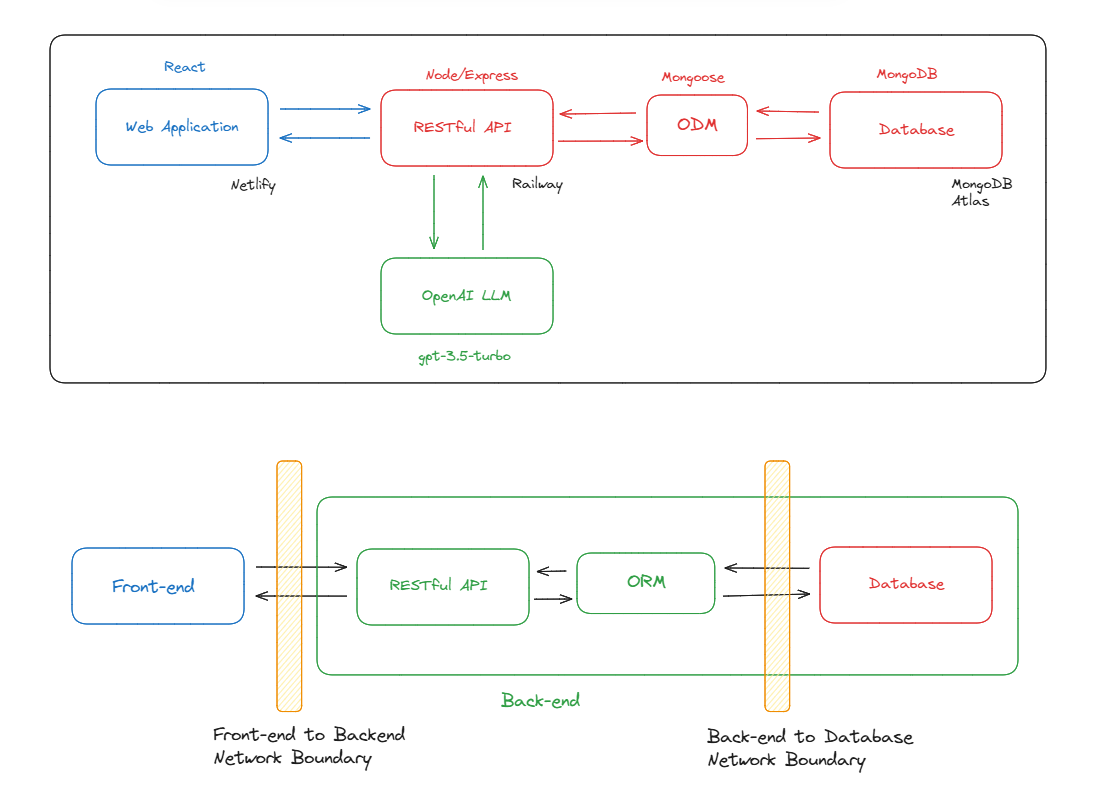 React
Node/Express
Mongoose
MongoDB
Web Application
RESTful API
ODM
Database
Netlify
Railway
MongoDB
Atlas
OpenAI LLM
gpt-3.5-turbo
Front-end
RESTful API
ORM
Database
Back-end
Front-end to Backend
Network Boundary
Back-end to Database
Network Boundary